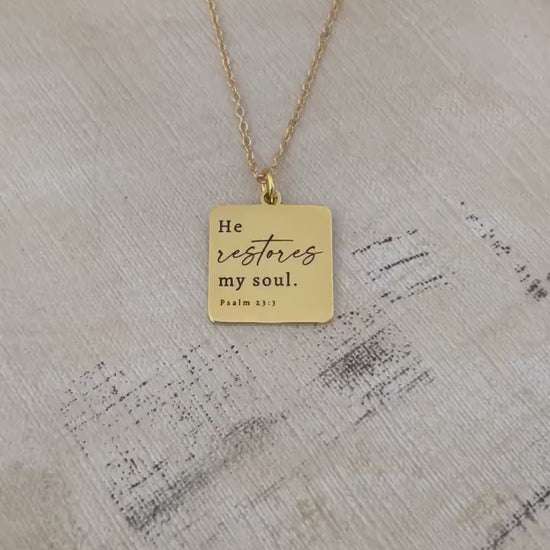 He
restores
my soul.
Psalm 23:3